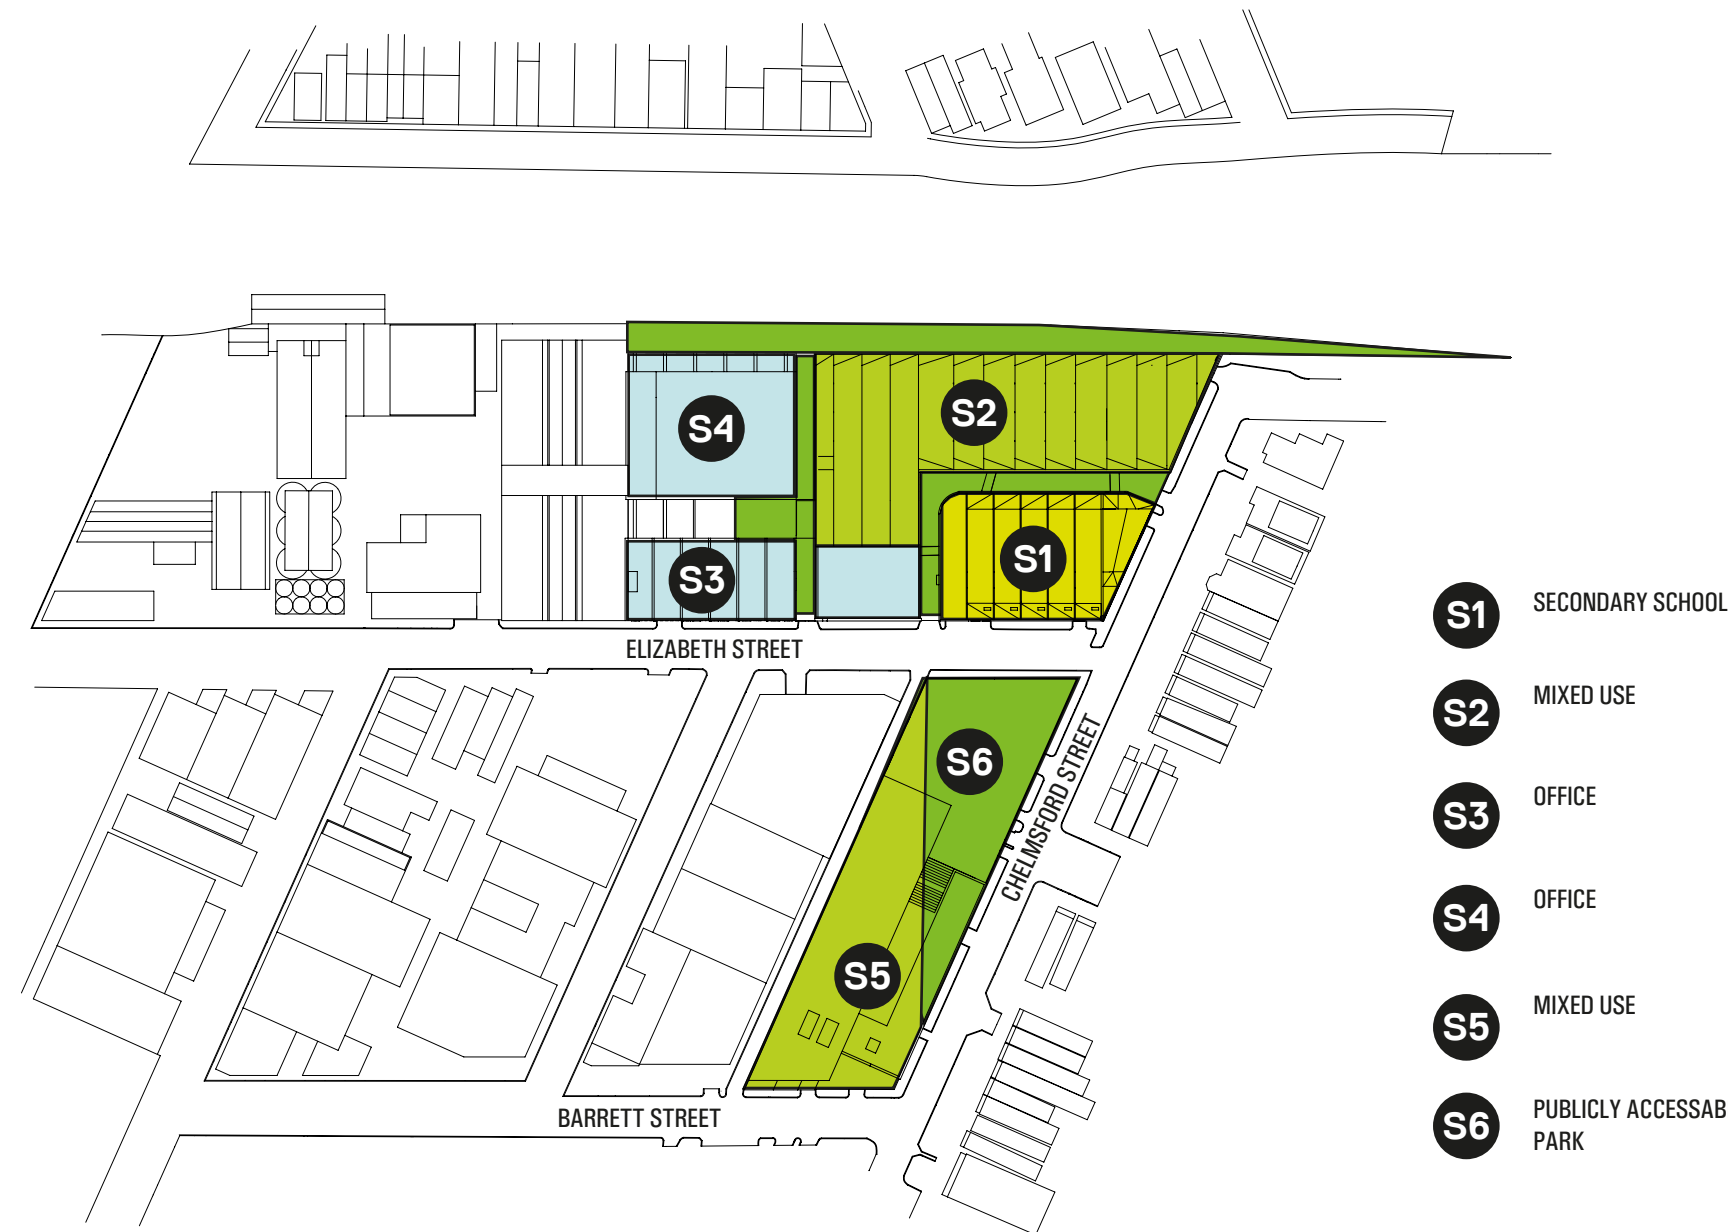 S4
S2
S3
S1
ELIZABETH STREET
S6
CHELMSFORD STREET
S5
BARRETT STREET
S1 SECONDARY SCHOOL
S2 MIXED USE
S3 OFFICE
S4 OFFICE
S5 MIXED USE
S6 PUBLICLY ACCESSAB
PARK